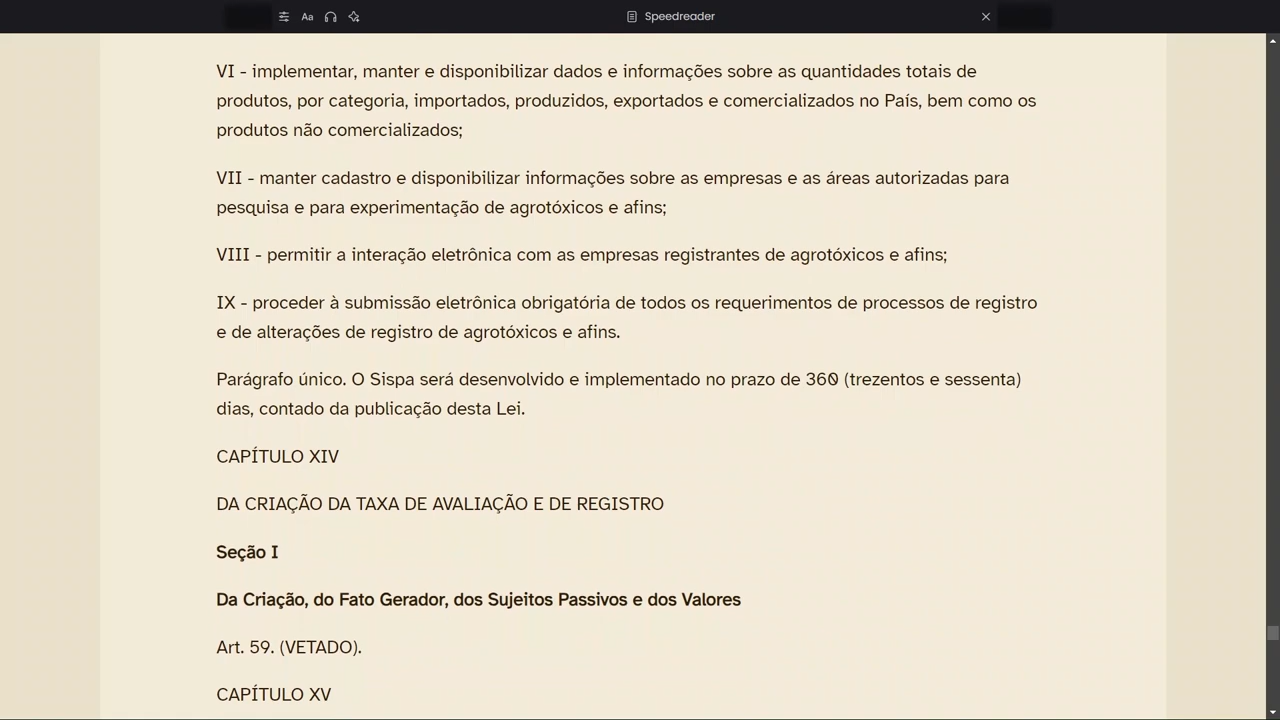 Aa
Speedreader
VI - implementar, manter e disponibilizar dados e informações sobre as quantidades totais de
produtos, por categoria, importados, produzidos, exportados e comercializados no País, bem como os
produtos não comercializados;
VII - manter cadastro e disponibilizar informações sobre as empresas e as áreas autorizadas para
pesquisa e para experimentação de agrotóxicos e afins;
VIII - permitir a interação eletrônica com as empresas registrantes de agrotóxicos e afins;
IX - proceder à submissão eletrônica obrigatória de todos os requerimentos de processos de registro
e de alterações de registro de agrotóxicos e afins.
Parágrafo único. O Sispa será desenvolvido e implementado no prazo de 360 (trezentos e sessenta)
dias, contado da publicação desta Lei.
CAPÍTULO XIV
DA CRIAÇÃO DA TAXA DE AVALIAÇÃO E DE REGISTRO
Seção I
Da Criação, do Fato Gerador, dos Sujeitos Passivos e dos Valores
Art. 59. (VETADO).
CAPÍTULO XV